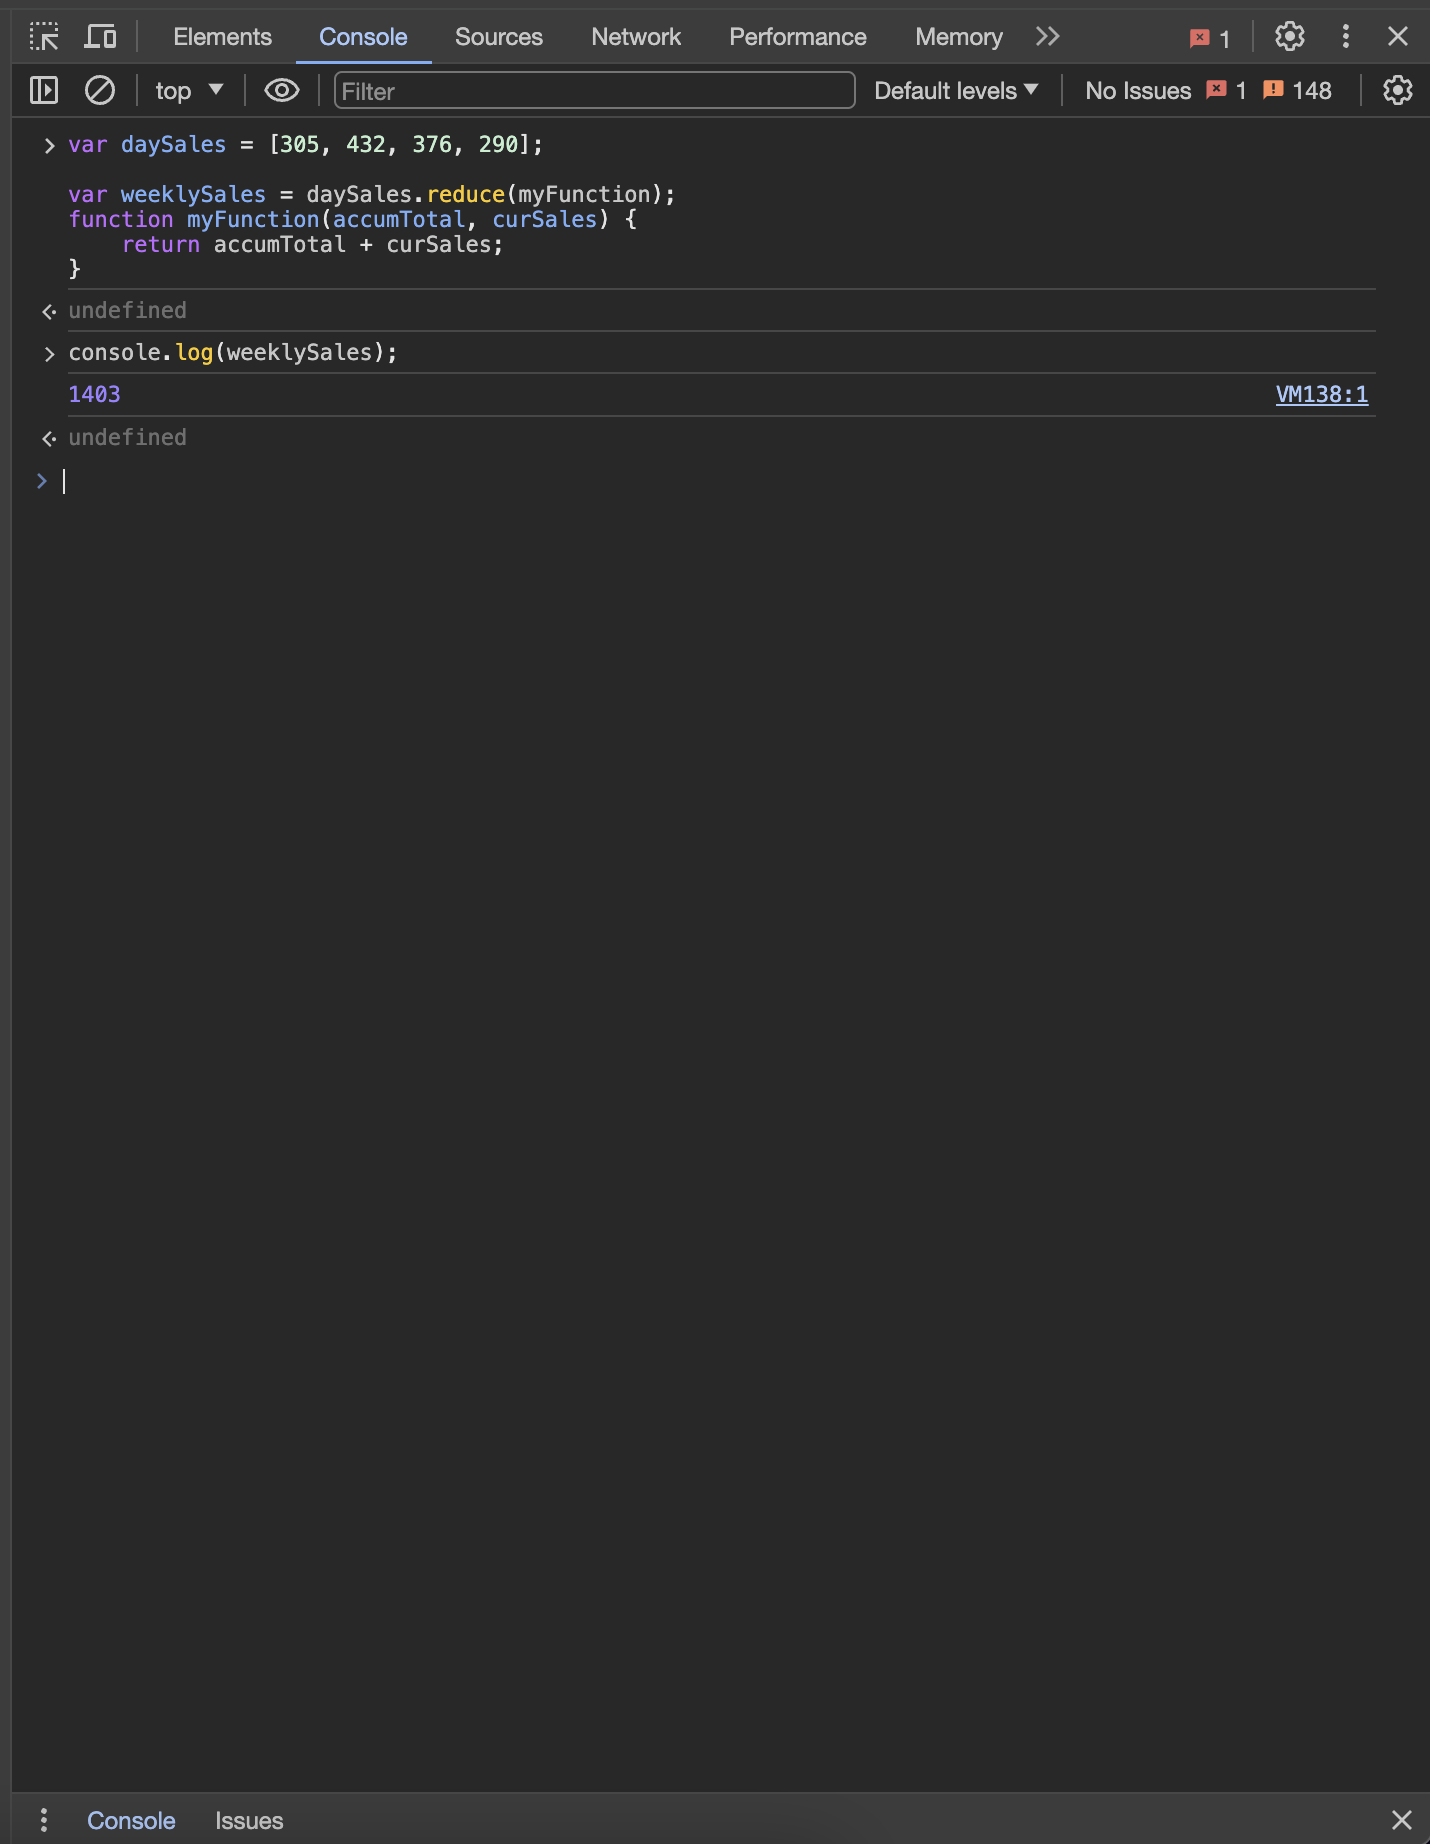 Elements Console Sources Network Performance Memory 1
top Filter Default levels No Issues 1 148
var daySales = [305, 432, 376, 290];
var weeklySales = daySales.reduce(myFunction);
function myFunction(accumTotal, curSales) {
    return accumTotal + curSales;
}
undefined
console.log(weeklySales);
1403 VM138:1
undefined
Console Issues